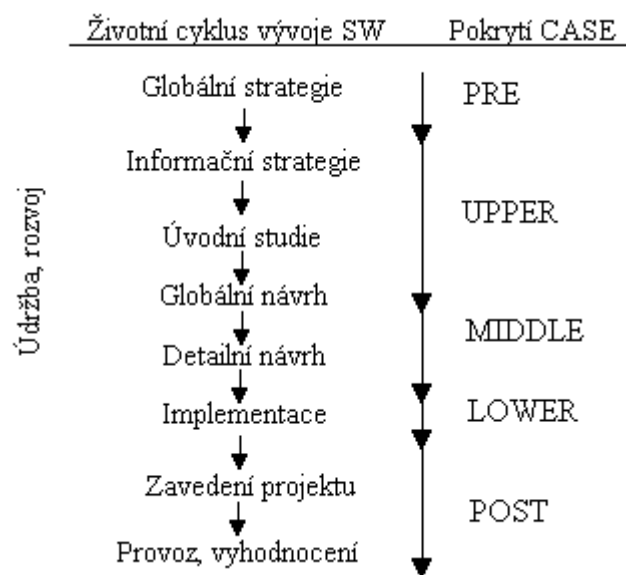 Životní cyklus vývoje SW
Pokrytí CASE
Globální strategie
PRE
Informační strategie
UPPER
Úvodní studie
Globální návrh
MIDDLE
Detailní návrh
LOWER
Implementace
Zavedení projektu
POST
Provoz, vyhodnocení
Údržba, rozvoj